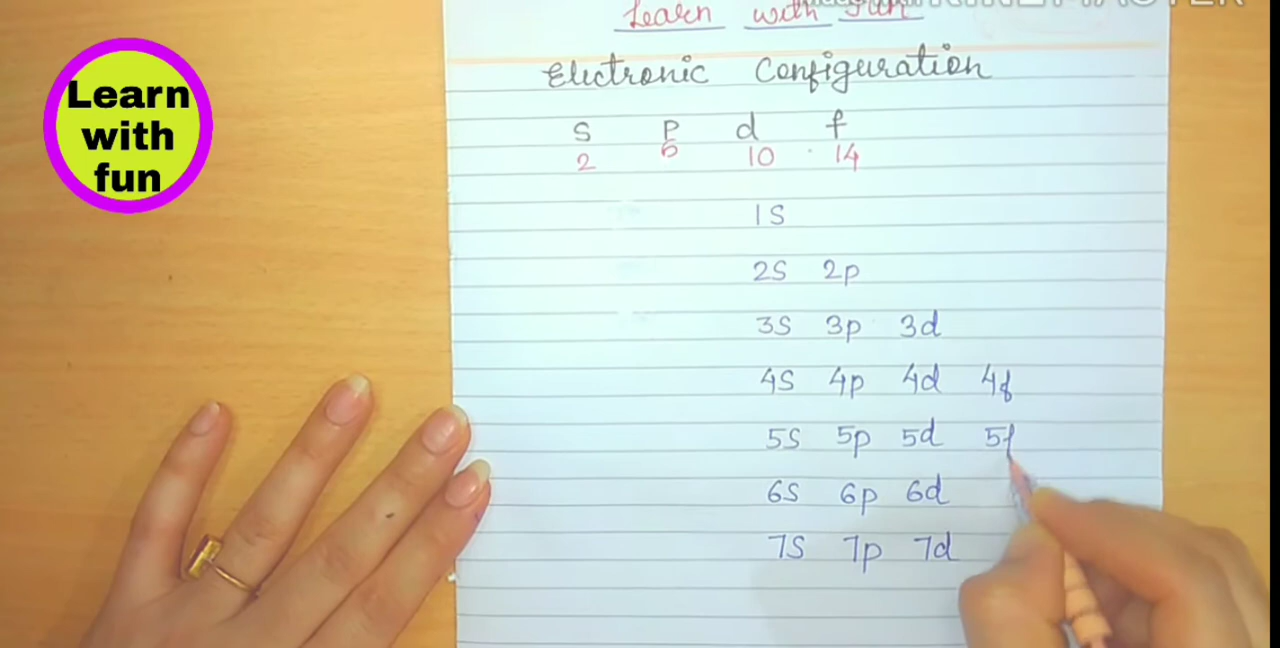 Learn with fun
Learn
with
fun
Electronic Configuration
S P d f
2 6 10 14
1S
2S 2p
3S 3p 3d
4S 4p 4d 4f
5S 5p 5d 5f
6S 6p 6d
7S 7p 7d